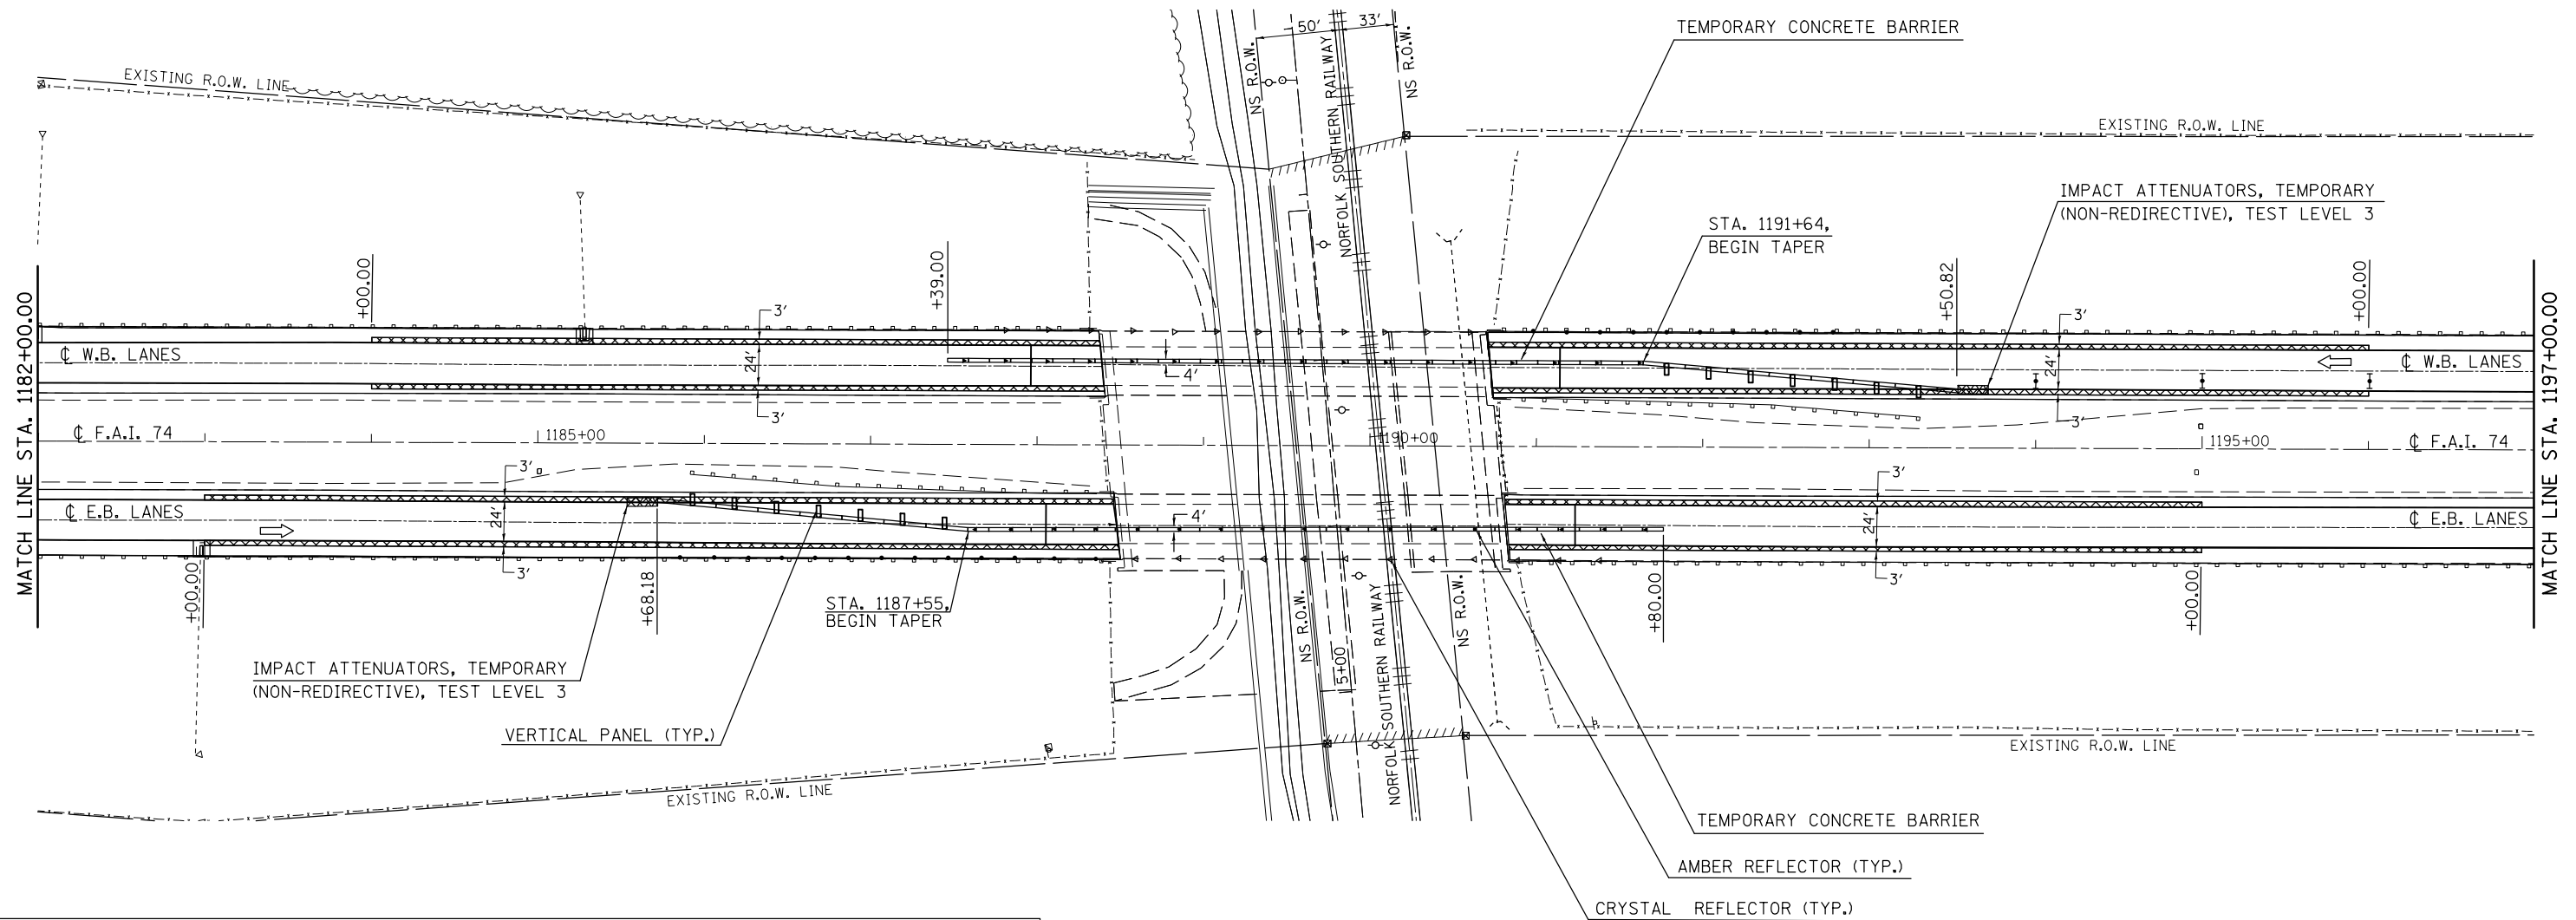 50' 33'
TEMPORARY CONCRETE BARRIER
NS R.O.W.
NORFOLK SOUTHERN RAILWAY
NS R.O.W.
EXISTING R.O.W. LINE
EXISTING R.O.W. LINE
IMPACT ATTENUATORS, TEMPORARY
(NON-REDIRECTIVE), TEST LEVEL 3
STA. 1191+64,
BEGIN TAPER
+00.00
+39.00
+50.82
+00.00
MATCH LINE STA. 1182+00.00
MATCH LINE STA. 1197+00.00
3'
24'
3'
4'
3'
24'
3'
℄ W.B. LANES
℄ W.B. LANES
℄ F.A.I. 74
1185+00
1190+00
1195+00
℄ F.A.I. 74
3'
24'
3'
4'
3'
24'
3'
℄ E.B. LANES
℄ E.B. LANES
+00.00
+68.18
STA. 1187+55,
BEGIN TAPER
NS R.O.W.
5+00
NORFOLK SOUTHERN RAILWAY
NS R.O.W.
+80.00
+00.00
IMPACT ATTENUATORS, TEMPORARY
(NON-REDIRECTIVE), TEST LEVEL 3
VERTICAL PANEL (TYP.)
EXISTING R.O.W. LINE
EXISTING R.O.W. LINE
TEMPORARY CONCRETE BARRIER
AMBER REFLECTOR (TYP.)
CRYSTAL REFLECTOR (TYP.)